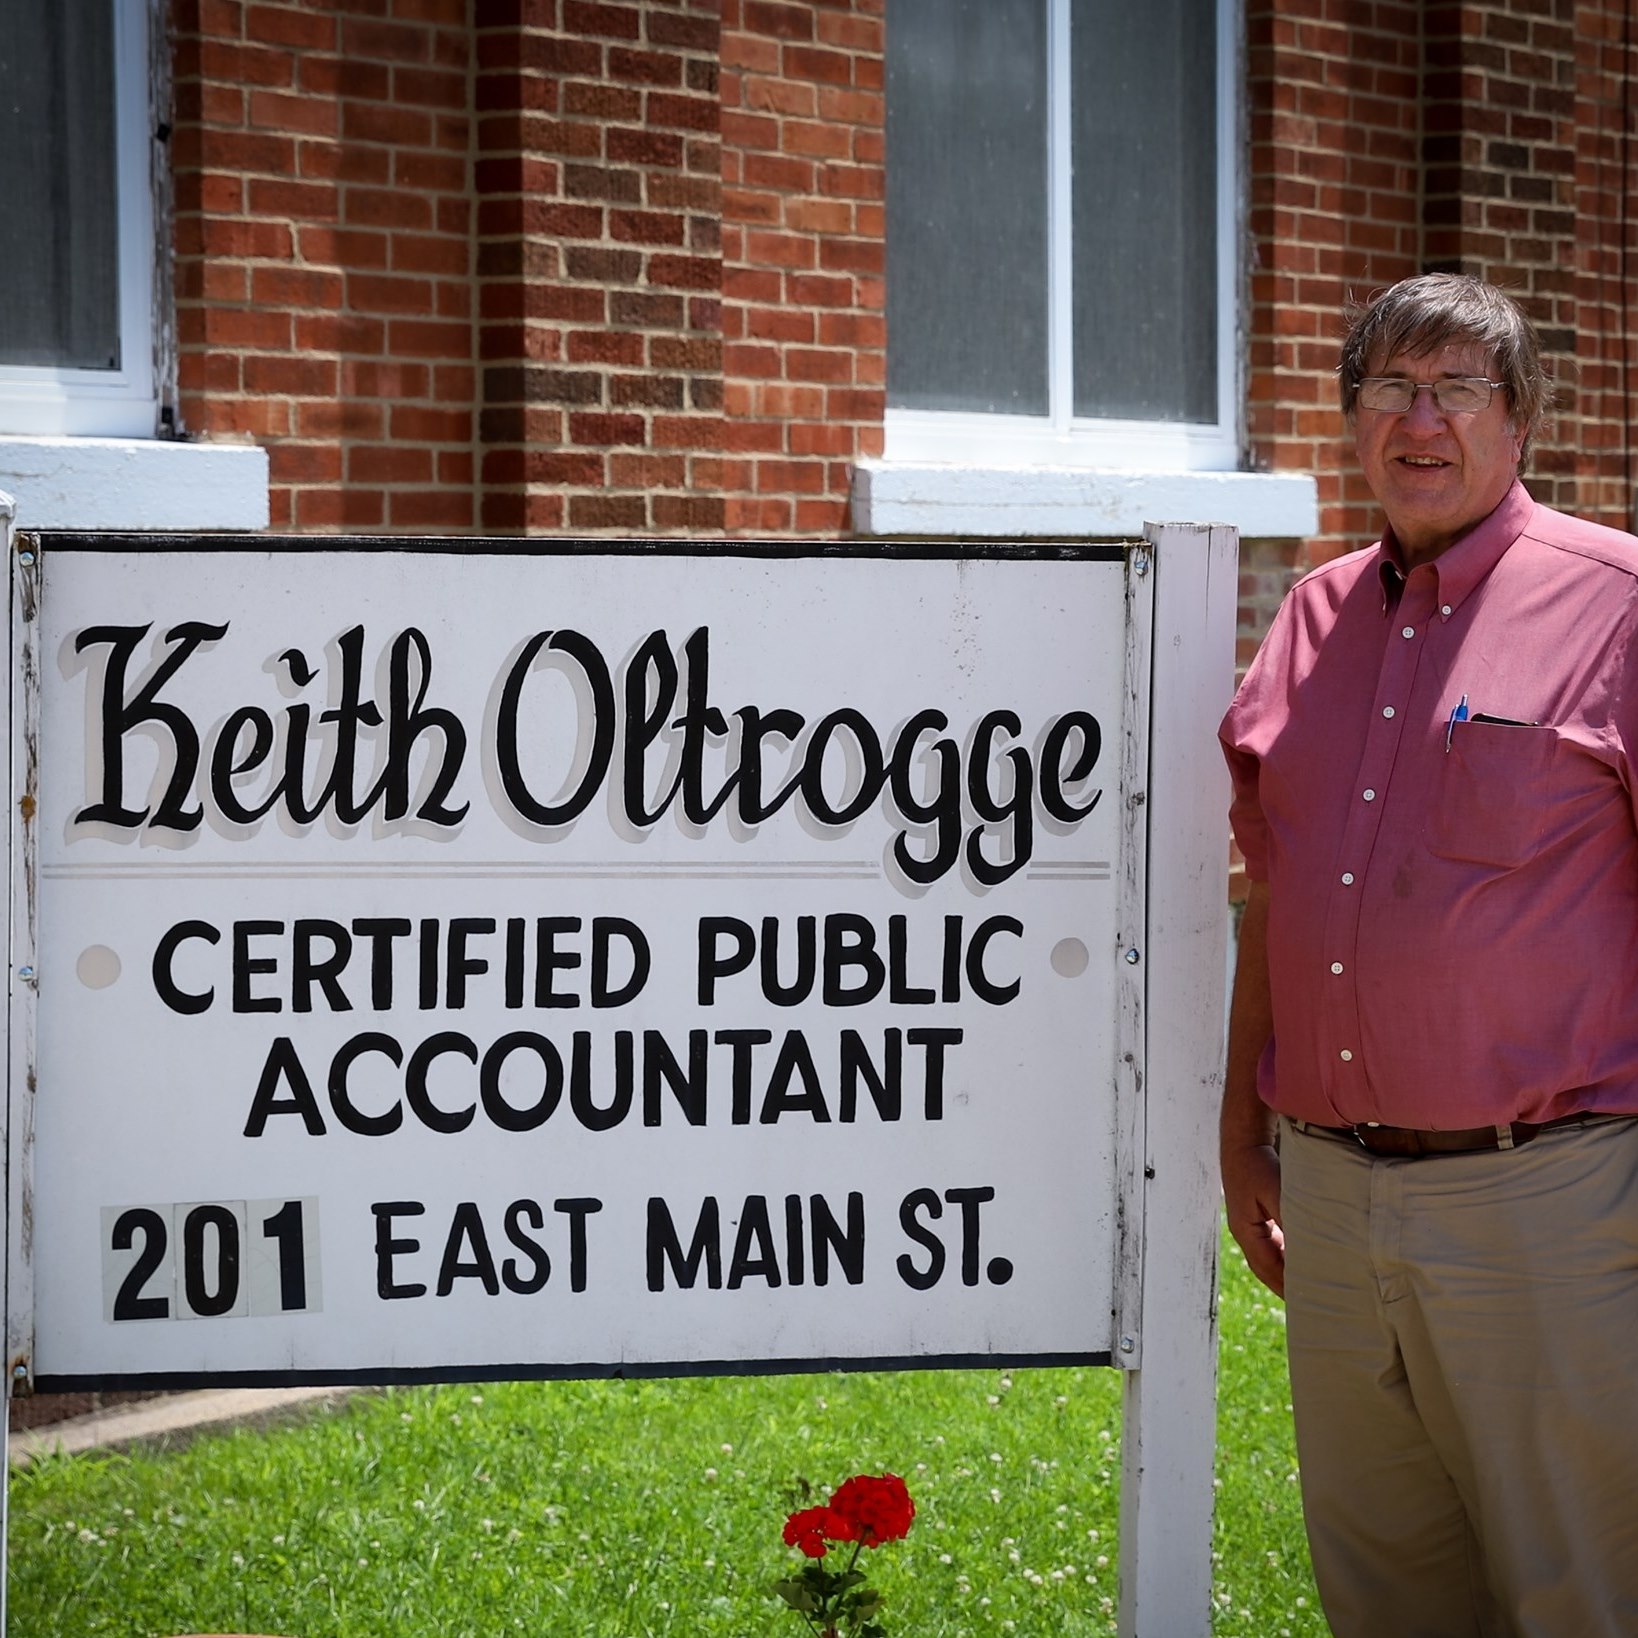 Keith Oltrogge
CERTIFIED PUBLIC
ACCOUNTANT
201 EAST MAIN ST.